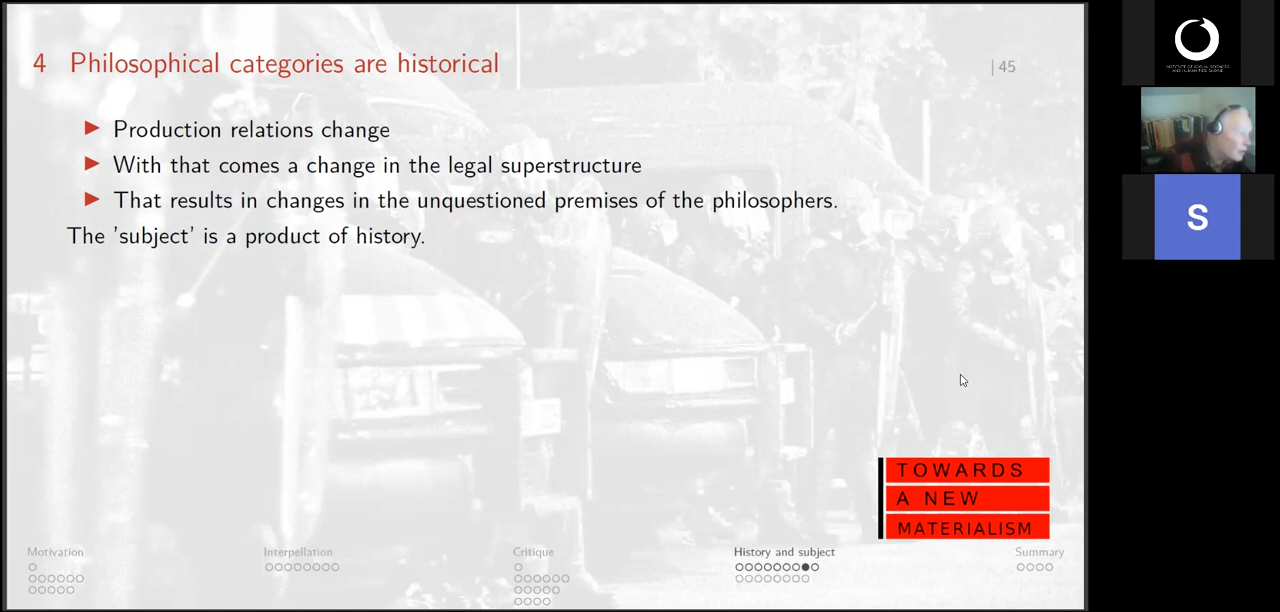 4 Philosophical categories are historical
| 45
Production relations change
With that comes a change in the legal superstructure
That results in changes in the unquestioned premises of the philosophers.
The 'subject' is a product of history.
TOWARDS
A NEW
MATERIALISM
Motivation
Interpellation
Critique
History and subject
Summary
S